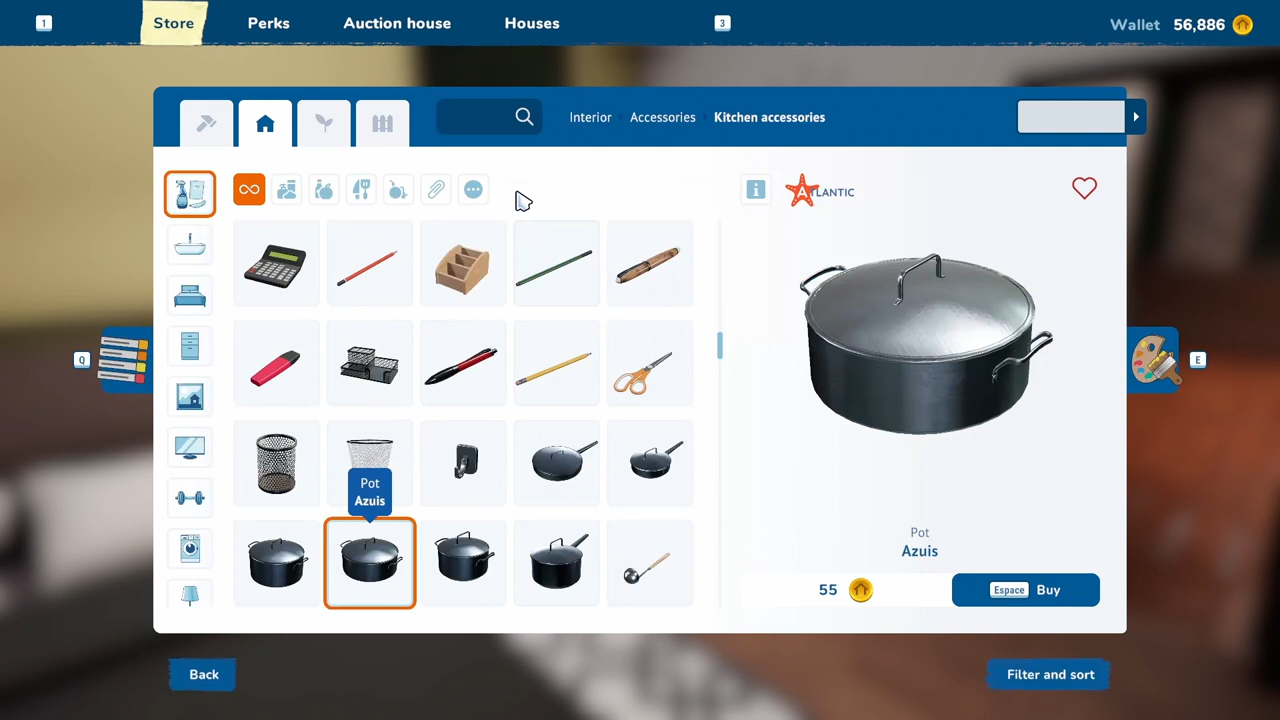 1
Store
Perks
Auction house
Houses
3
Wallet 56,886
Interior
Accessories
Kitchen accessories
ATLANTIC
Q
E
Pot
Azuis
Pot
Azuis
55
Espace
Buy
Back
Filter and sort